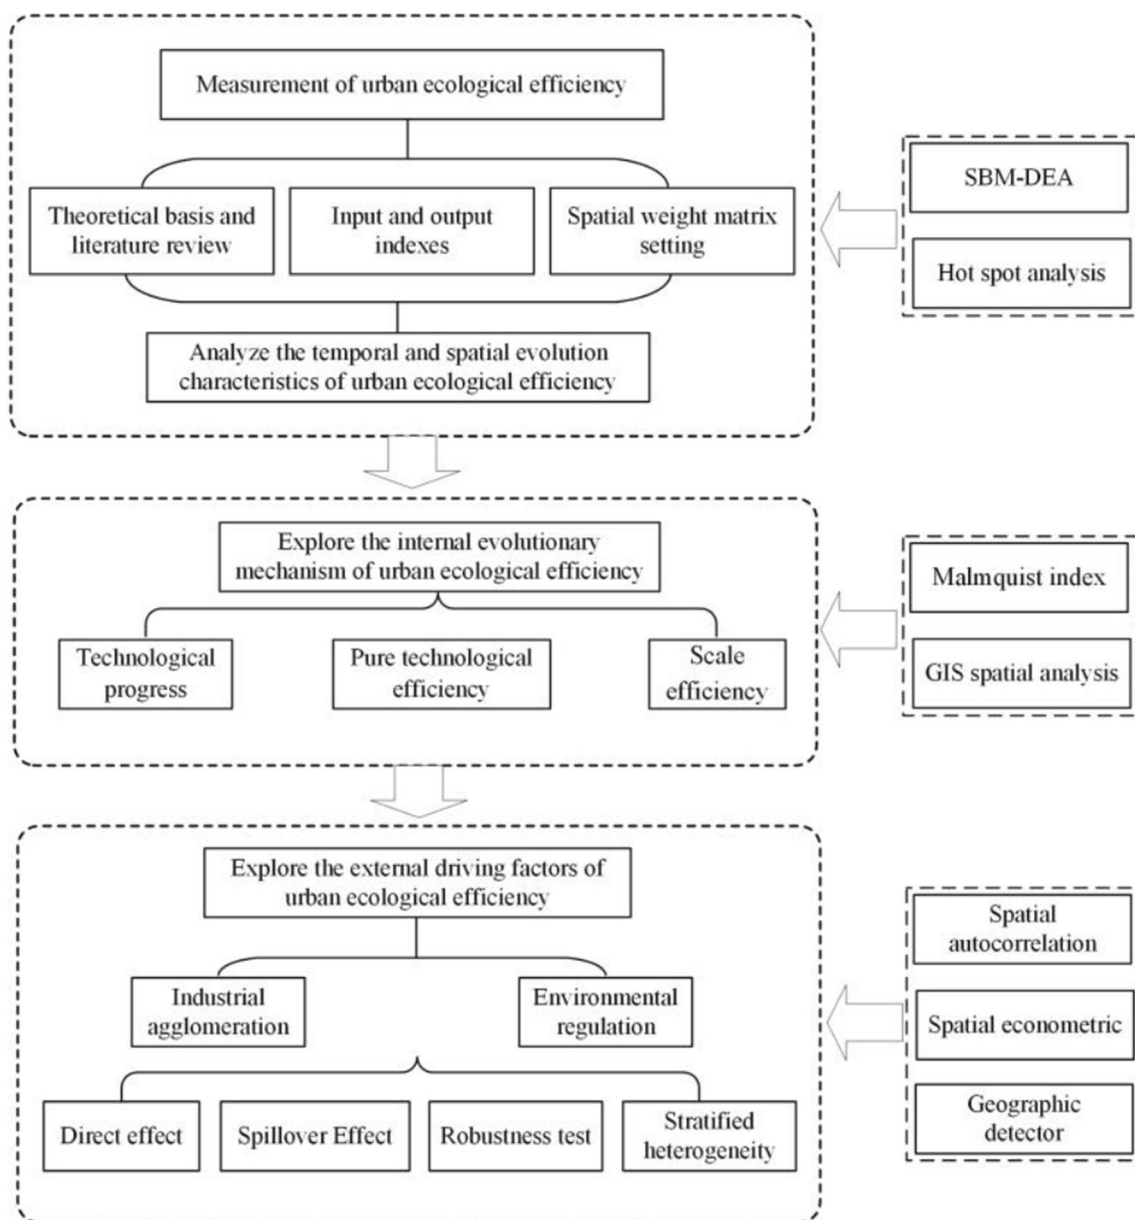 Measurement of urban ecological efficiency
Theoretical basis and
literature review
Input and output
indexes
Spatial weight matrix
setting
Analyze the temporal and spatial evolution
characteristics of urban ecological efficiency
SBM-DEA
Hot spot analysis
Explore the internal evolutionary
mechanism of urban ecological efficiency
Technological
progress
Pure technological
efficiency
Scale
efficiency
Malmquist index
GIS spatial analysis
Explore the external driving factors of
urban ecological efficiency
Industrial
agglomeration
Environmental
regulation
Direct effect
Spillover Effect
Robustness test
Stratified
heterogeneity
Spatial
autocorrelation
Spatial econometric
Geographic
detector